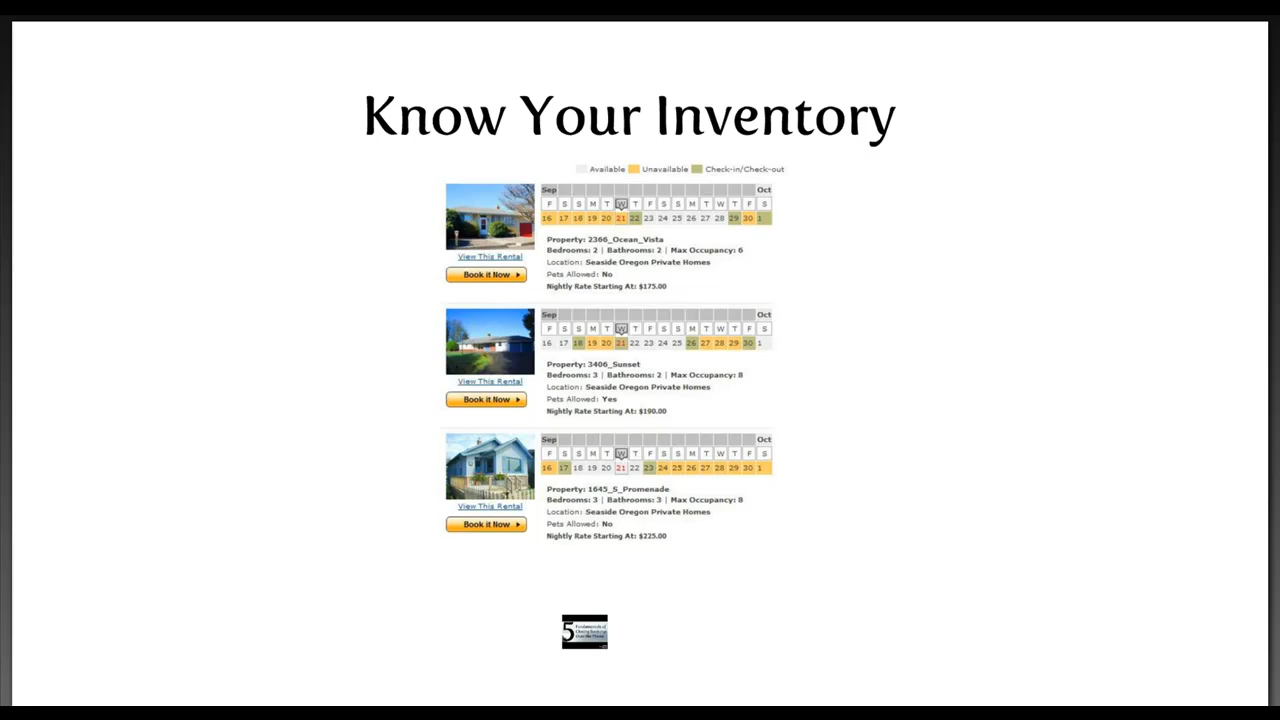 Know Your Inventory
Available Unavailable Check-in/Check-out
Sep Oct
F S S M T W T F S S M T W T F S
16 17 18 19 20 21 22 23 24 25 26 27 28 29 30 1
Property: 2366_Ocean_Vista
Bedrooms: 2 | Bathrooms: 2 | Max Occupancy: 6
View This Rental
Location: Seaside Oregon Private Homes
Book it Now
Pets Allowed: No
Nightly Rate Starting At: $175.00
Sep Oct
F S S M T W T F S S M T W T F S
16 17 18 19 20 21 22 23 24 25 26 27 28 29 30 1
Property: 3406_Sunset
Bedrooms: 3 | Bathrooms: 2 | Max Occupancy: 8
View This Rental
Location: Seaside Oregon Private Homes
Book it Now
Pets Allowed: Yes
Nightly Rate Starting At: $190.00
Sep Oct
F S S M T W T F S S M T W T F S
16 17 18 19 20 21 22 23 24 25 26 27 28 29 30 1
Property: 1645_S_Promenade
Bedrooms: 3 | Bathrooms: 3 | Max Occupancy: 8
View This Rental
Location: Seaside Oregon Private Homes
Book it Now
Pets Allowed: No
Nightly Rate Starting At: $225.00
5 Fundamentals of
Closing Bookings
Over the Phone